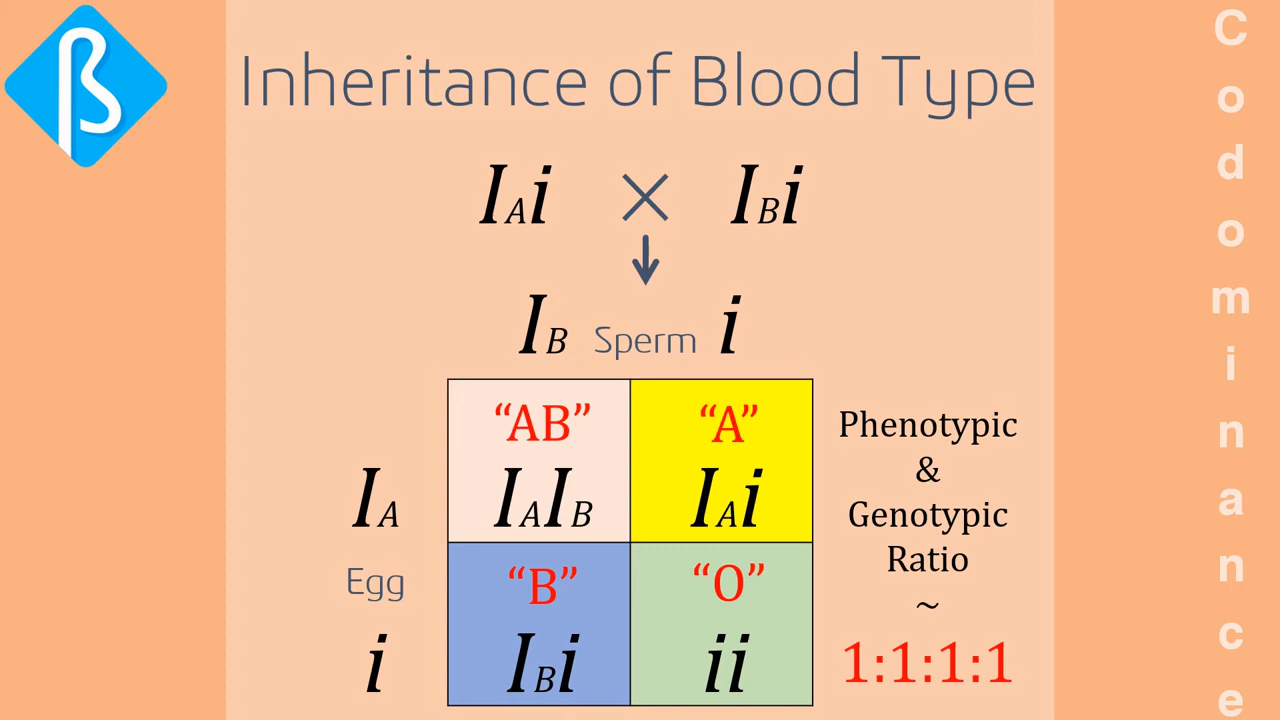 ß
Inheritance of Blood Type
IAi × IBi
IB Sperm i
"AB" "A"
IA IAIB IAi
Egg "B" "O"
i IBi ii
Phenotypic
&
Genotypic
Ratio
~
1:1:1:1
Codominance